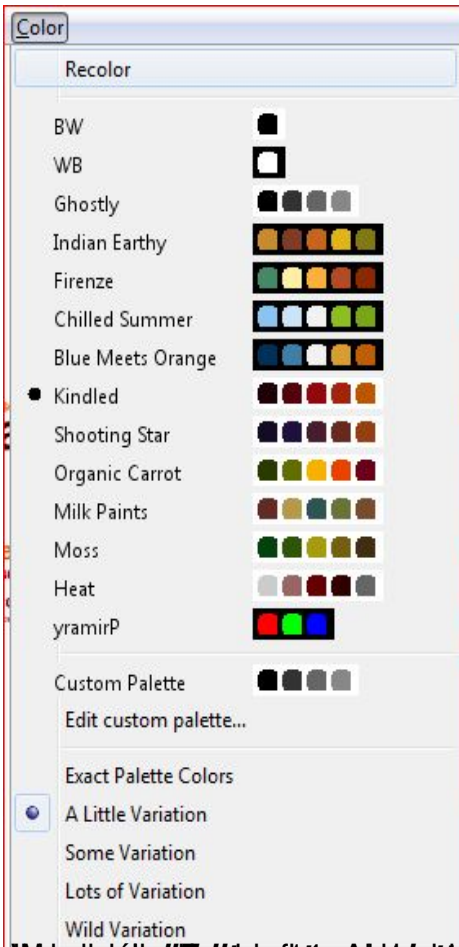 Color
Recolor
BW
WB
Ghostly
Indian Earthy
Firenze
Chilled Summer
Blue Meets Orange
Kindled
Shooting Star
Organic Carrot
Milk Paints
Moss
Heat
yramirP
Custom Palette
Edit custom palette...
Exact Palette Colors
A Little Variation
Some Variation
Lots of Variation
Wild Variation